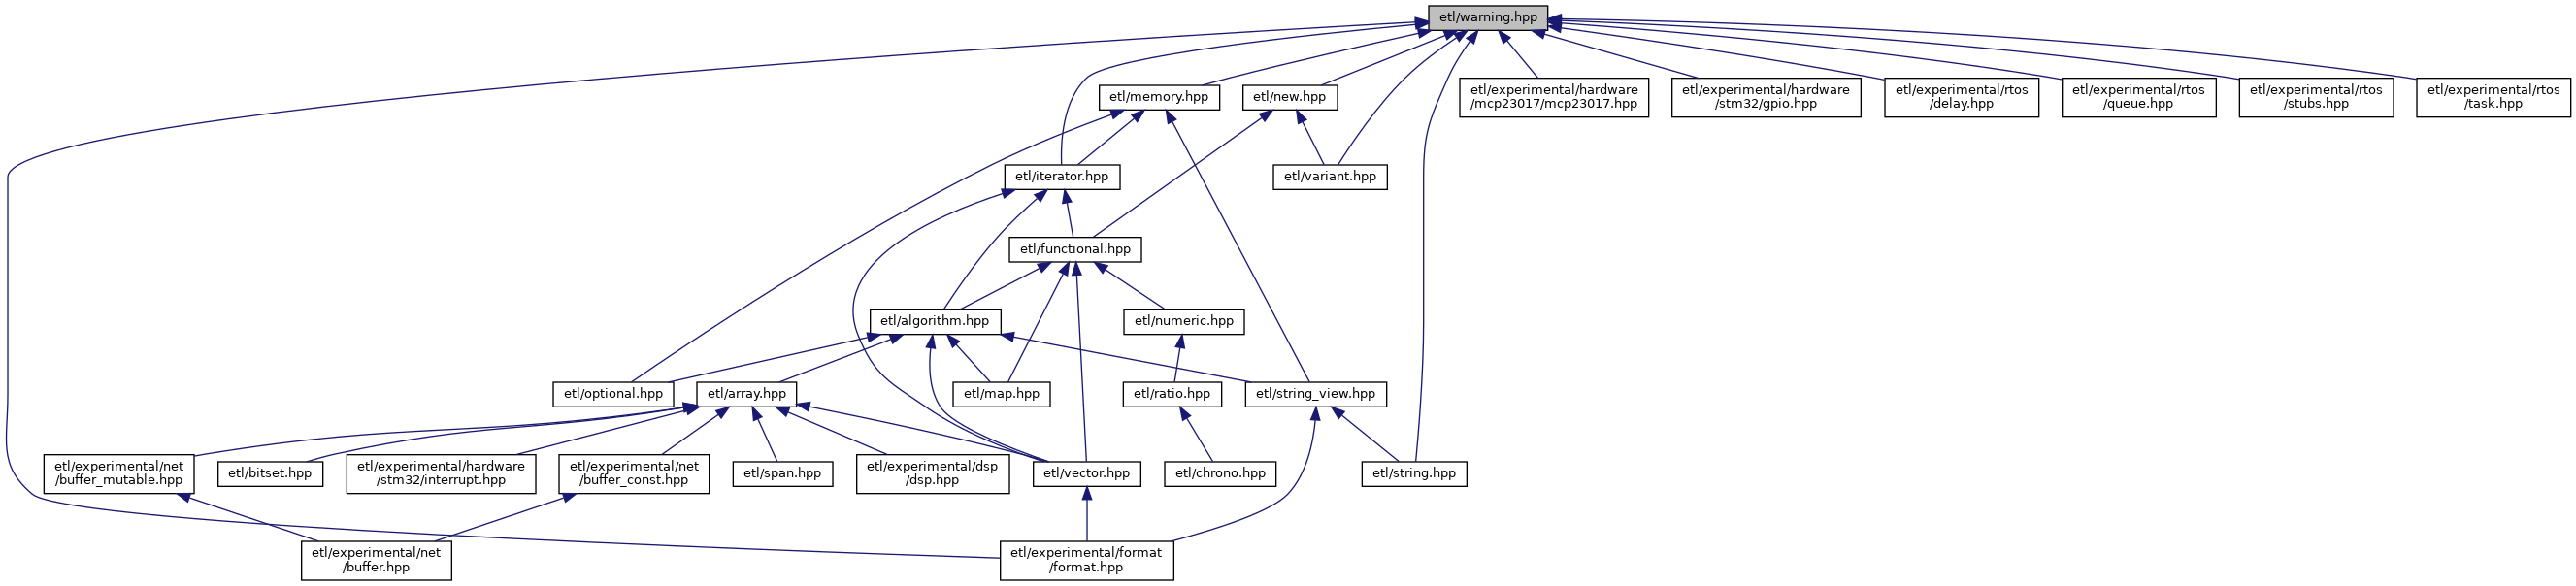 etl/warning.hpp
etl/memory.hpp
etl/new.hpp
etl/experimental/hardware
/mcp23017/mcp23017.hpp
etl/experimental/hardware
/stm32/gpio.hpp
etl/experimental/rtos
/delay.hpp
etl/experimental/rtos
/queue.hpp
etl/experimental/rtos
/stubs.hpp
etl/experimental/rtos
/task.hpp
etl/iterator.hpp
etl/variant.hpp
etl/functional.hpp
etl/algorithm.hpp
etl/numeric.hpp
etl/optional.hpp
etl/array.hpp
etl/map.hpp
etl/ratio.hpp
etl/string_view.hpp
etl/experimental/net
/buffer_mutable.hpp
etl/bitset.hpp
etl/experimental/hardware
/stm32/interrupt.hpp
etl/experimental/net
/buffer_const.hpp
etl/span.hpp
etl/experimental/dsp
/dsp.hpp
etl/vector.hpp
etl/chrono.hpp
etl/string.hpp
etl/experimental/net
/buffer.hpp
etl/experimental/format
/format.hpp